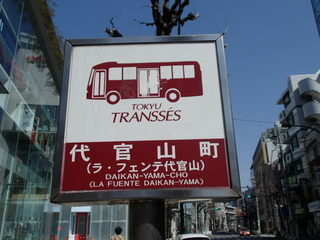 TOKYU
TRANSSÉS
代官山町
(ラ・フェンテ代官山)
DAIKAN-YAMA-CHO
(LA FUENTE DAIKAN-YAMA)